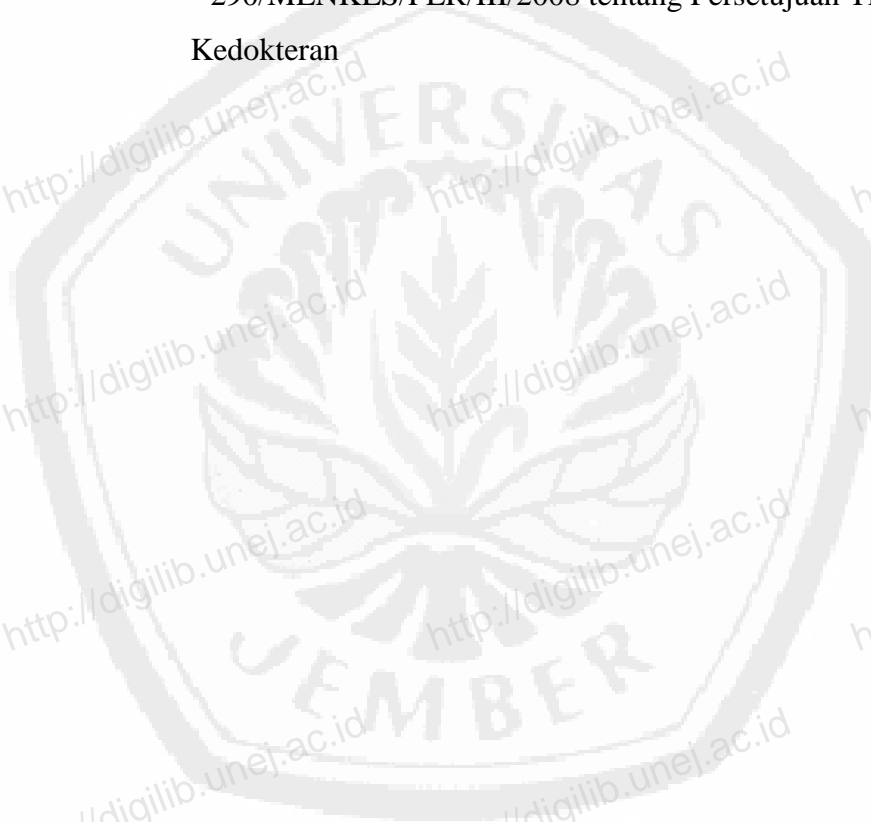 290/MENKES/PER/III/2008 tentang Persetujuan
Kedokteran
http://digilib.unej.ac.id
http://digilib.unej.ac.id
UNIVERSITAS
http://digilib.unej.ac.id
http://digilib.unej.ac.id
http://digilib.unej.ac.id
http://digilib.unej.ac.id
JEMBER
//digilib.unej.ac.id
//digilib.unej.ac.id